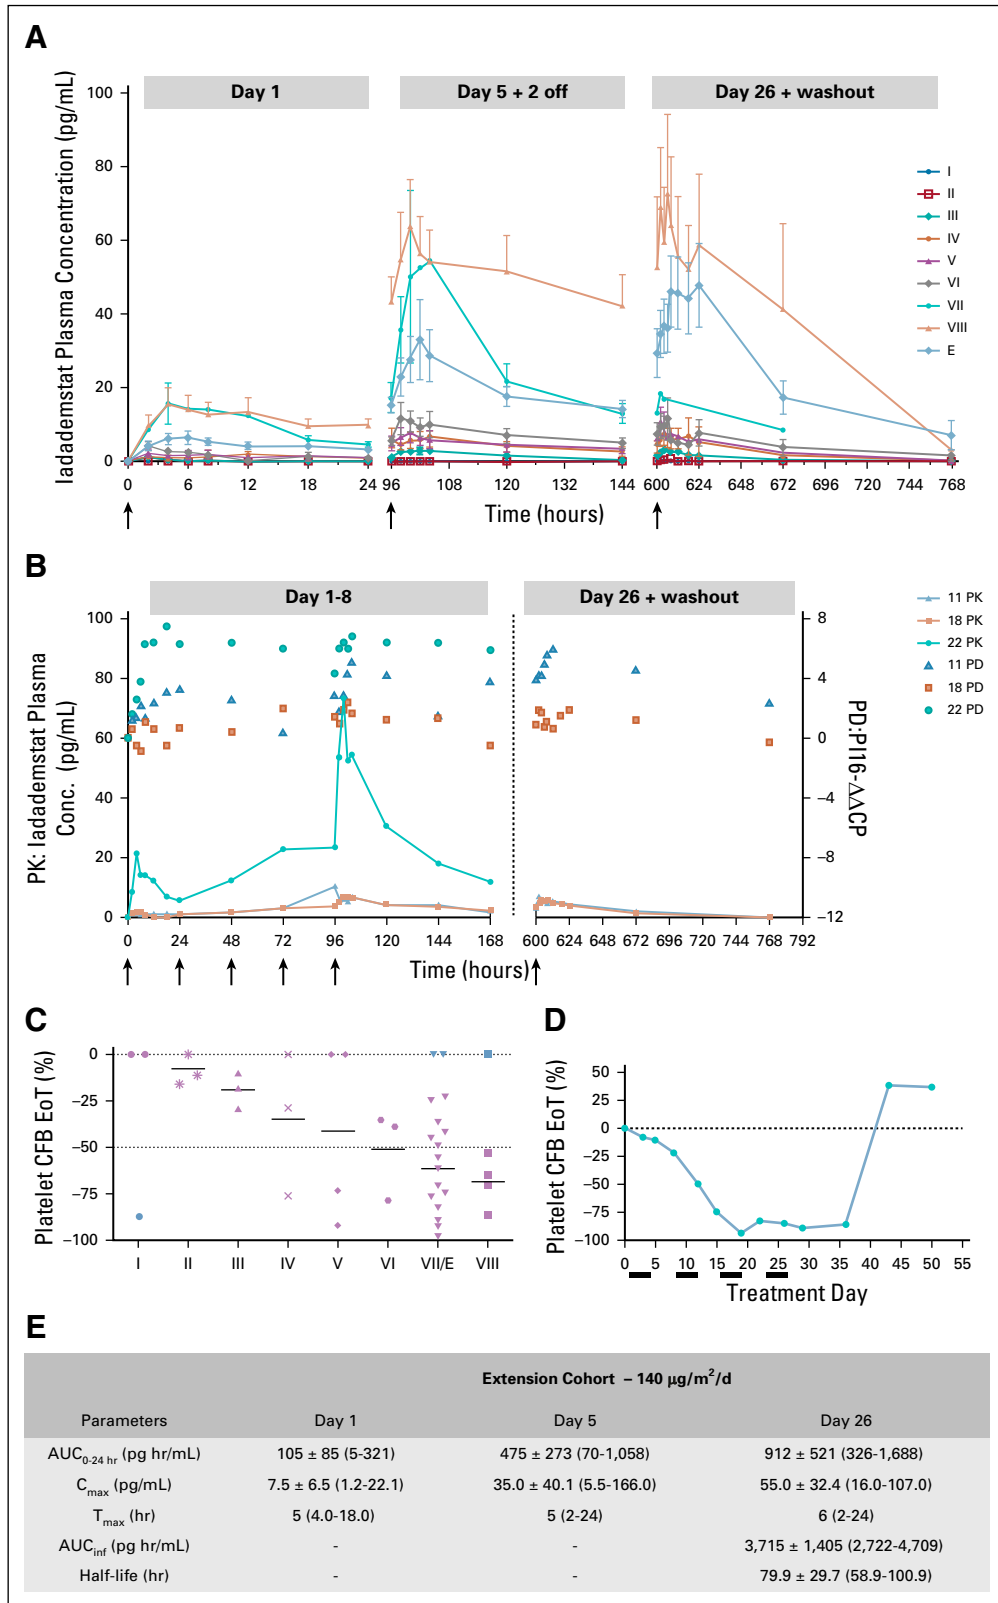 A
Iadademstat Plasma Concentration (pg/mL)
Day 1
Day 5 + 2 off
Day 26 + washout
100
80
60
40
20
0
0 6 12 18 24 96 108 120 132 144 600 624 648 672 696 720 744 768
Time (hours)
I
II
III
IV
V
VI
VII
VIII
E
B
PK: Iadademstat Plasma
Conc. (pg/mL)
Day 1-8
Day 26 + washout
100
80
60
40
20
0
8
4
0
−4
−8
−12
PD:PI16-ΔΔCP
0 24 48 72 96 120 144 168 600 624 648 672 696 720 744 768 792
Time (hours)
11 PK
18 PK
22 PK
11 PD
18 PD
22 PD
C
Platelet CFB EoT (%)
0
−25
−50
−75
−100
I II III IV V VI VII/E VIII
D
Platelet CFB EoT (%)
50
25
0
−25
−50
−75
−100
0 5 10 15 20 25 30 35 40 45 50 55
Treatment Day
E
Extension Cohort – 140 μg/m²/d
Parameters Day 1 Day 5 Day 26
AUC0-24 hr (pg hr/mL) 105 ± 85 (5-321) 475 ± 273 (70-1,058) 912 ± 521 (326-1,688)
Cmax (pg/mL) 7.5 ± 6.5 (1.2-22.1) 35.0 ± 40.1 (5.5-166.0) 55.0 ± 32.4 (16.0-107.0)
Tmax (hr) 5 (4.0-18.0) 5 (2-24) 6 (2-24)
AUCinf (pg hr/mL) - - 3,715 ± 1,405 (2,722-4,709)
Half-life (hr) - - 79.9 ± 29.7 (58.9-100.9)